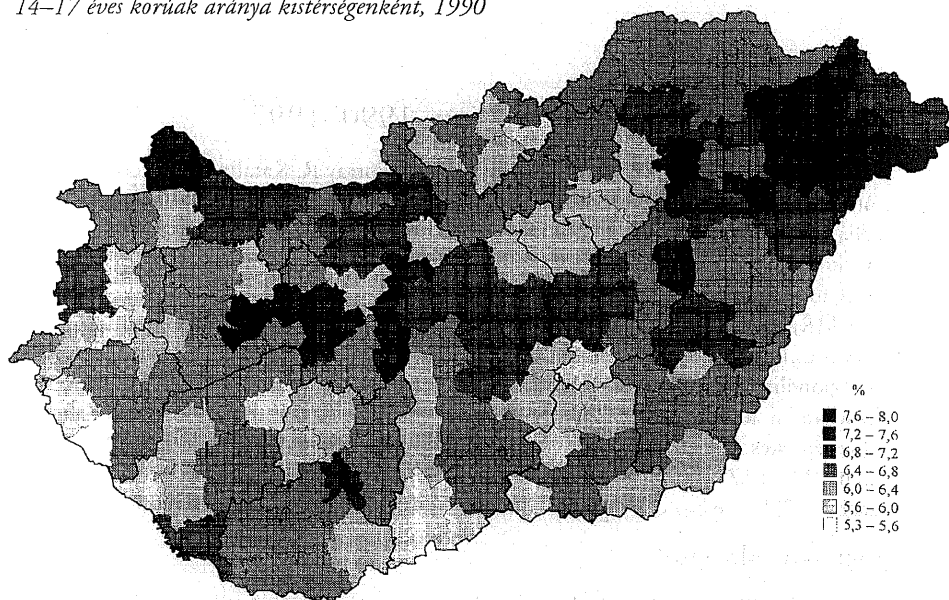 14–17 éves korúak aránya kistérségenként, 1990
%
7,6 – 8,0
7,2 – 7,6
6,8 – 7,2
6,4 – 6,8
6,0 – 6,4
5,6 – 6,0
5,3 – 5,6